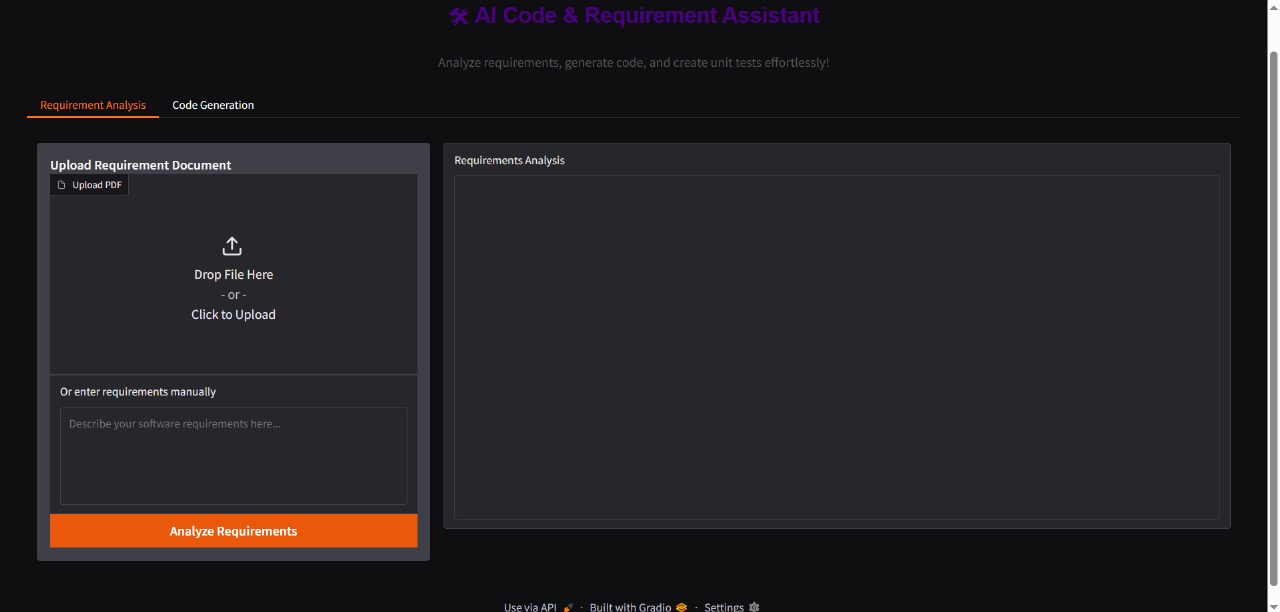 🛠 AI Code & Requirement Assistant
Analyze requirements, generate code, and create unit tests effortlessly!
Requirement Analysis
Code Generation
Upload Requirement Document
Upload PDF
Drop File Here
- or -
Click to Upload
Or enter requirements manually
Describe your software requirements here...
Analyze Requirements
Requirements Analysis
Use via API · Built with Gradio · Settings